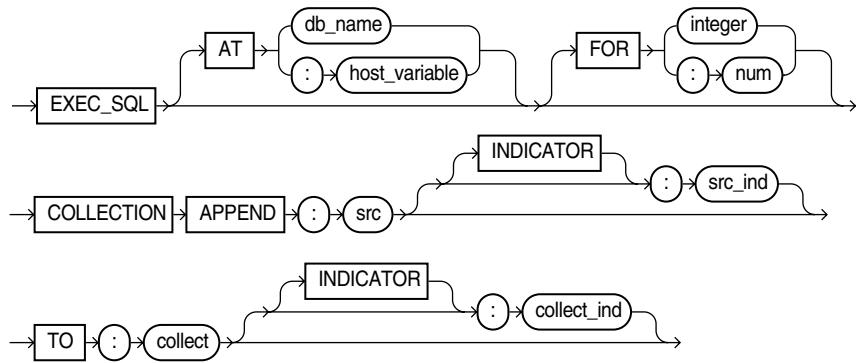 db_name integer
AT FOR
: host_variable : num
EXEC_SQL
INDICATOR
COLLECTION APPEND : src : src_ind
INDICATOR
TO : collect : collect_ind